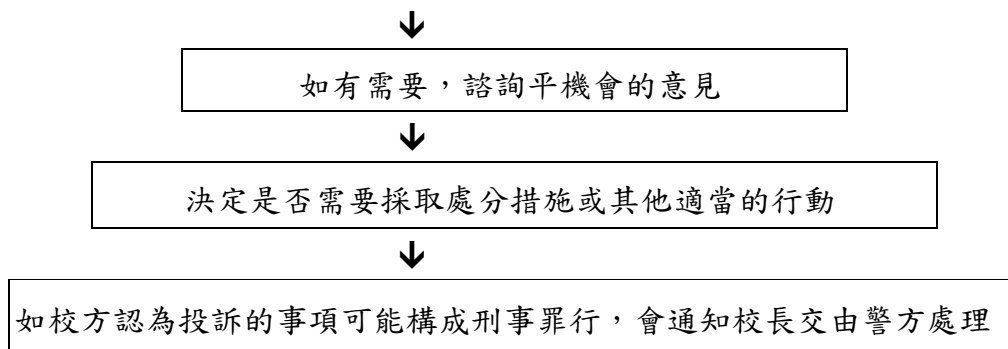 如有需要，諮詢平機會的意見
決定是否需要採取處分措施或其他適當的行動
如校方認為投訴的事項可能構成刑事罪行，會通知校長交由警方處理